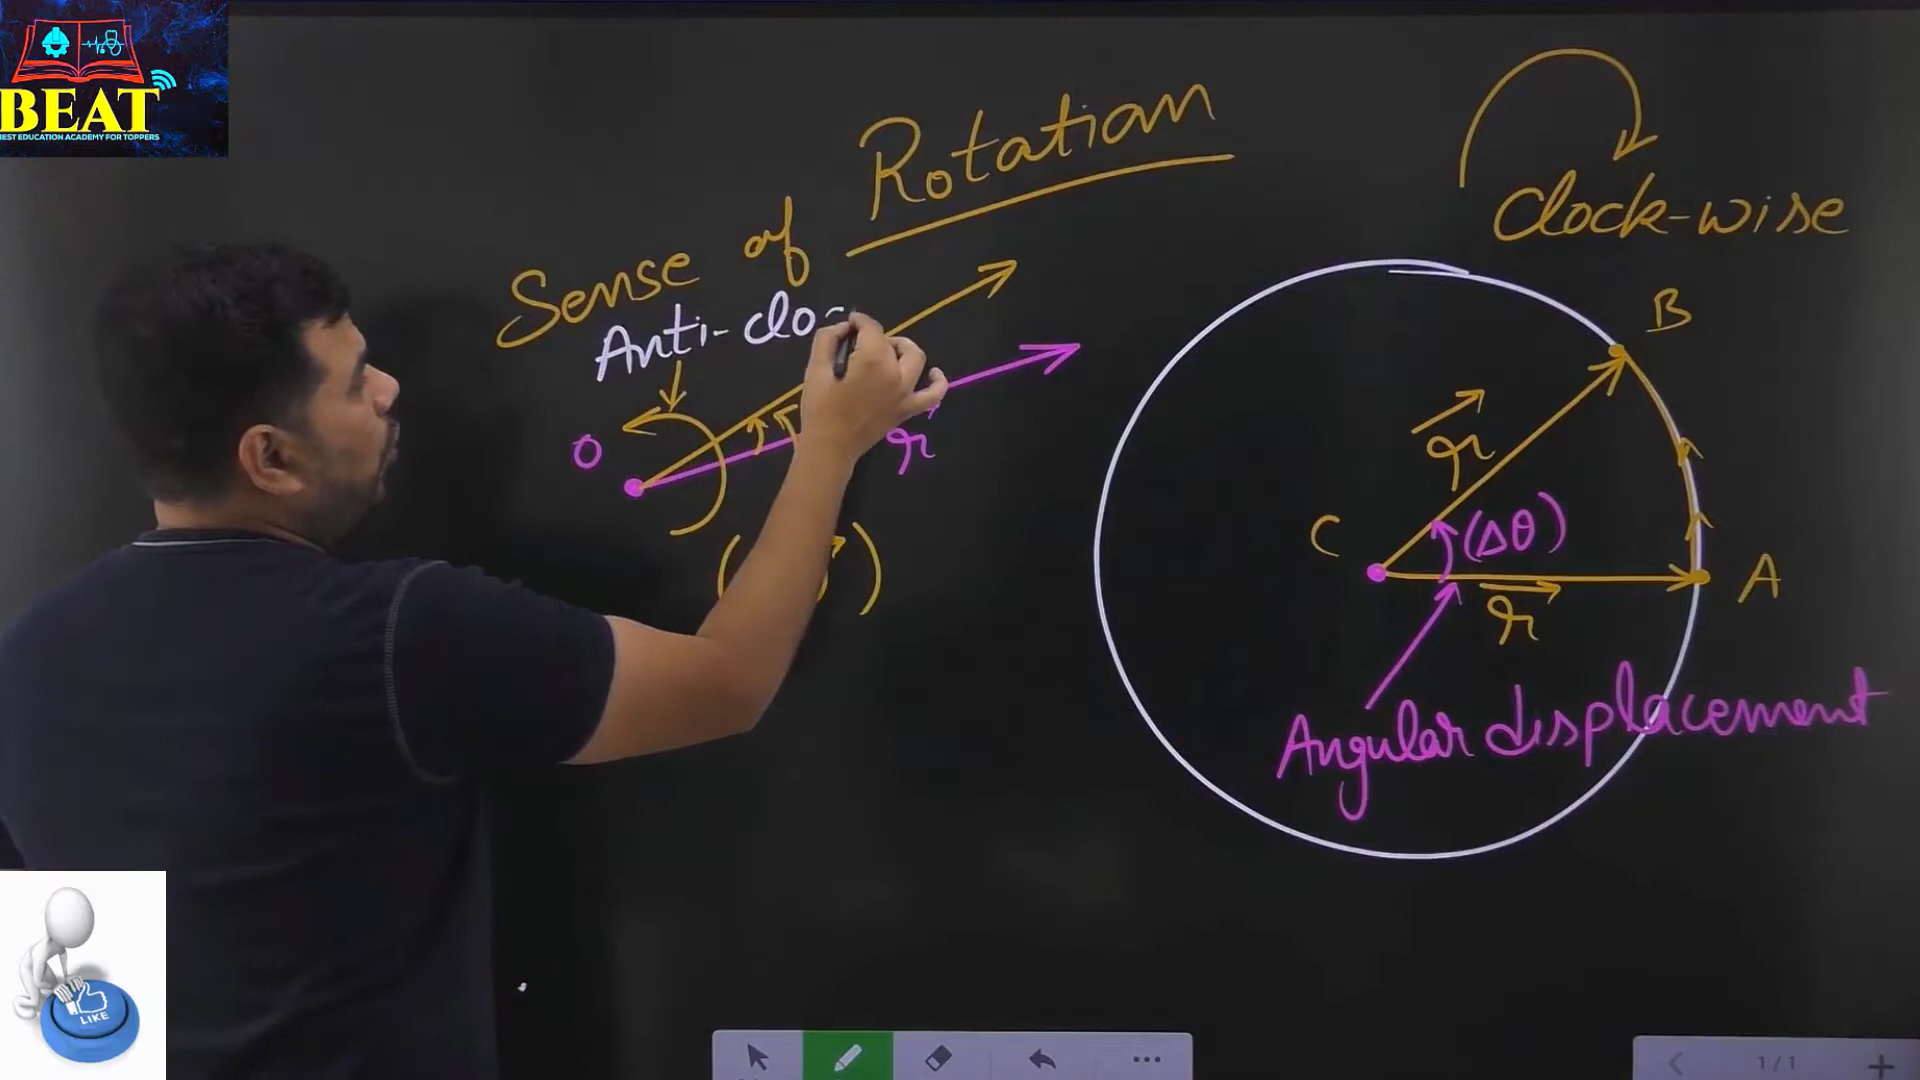 BEAT
BEST EDUCATION ACADEMY FOR TOPPERS
Sense of Rotation
Clock-wise
Anti-clo
O
r
B
r
C
(Δθ)
A
r
Angular displacement
LIKE
1/1